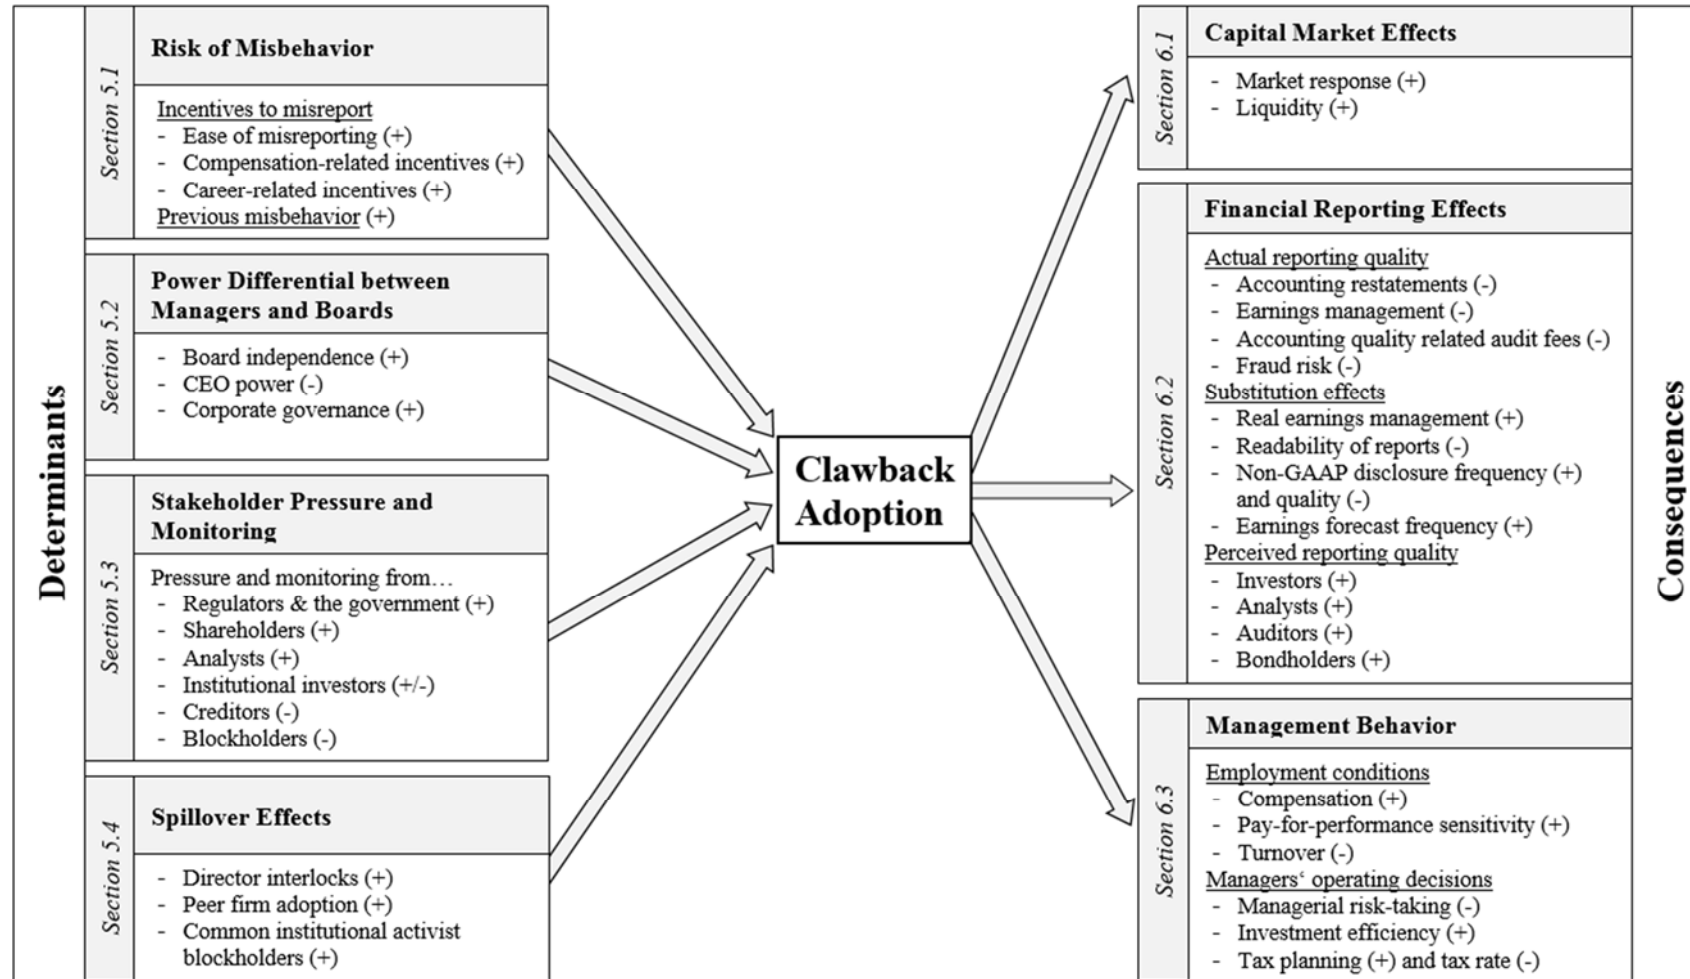 Determinants
Section 5.1
Risk of Misbehavior
Incentives to misreport
- Ease of misreporting (+)
- Compensation-related incentives (+)
- Career-related incentives (+)
Previous misbehavior (+)
Section 5.2
Power Differential between
Managers and Boards
- Board independence (+)
- CEO power (-)
- Corporate governance (+)
Section 5.3
Stakeholder Pressure and
Monitoring
Pressure and monitoring from…
- Regulators & the government (+)
- Shareholders (+)
- Analysts (+)
- Institutional investors (+/-)
- Creditors (-)
- Blockholders (-)
Section 5.4
Spillover Effects
- Director interlocks (+)
- Peer firm adoption (+)
- Common institutional activist
blockholders (+)
Clawback
Adoption
Section 6.1
Capital Market Effects
- Market response (+)
- Liquidity (+)
Section 6.2
Financial Reporting Effects
Actual reporting quality
- Accounting restatements (-)
- Earnings management (-)
- Accounting quality related audit fees (-)
- Fraud risk (-)
Substitution effects
- Real earnings management (+)
- Readability of reports (-)
- Non-GAAP disclosure frequency (+)
and quality (-)
- Earnings forecast frequency (+)
Perceived reporting quality
- Investors (+)
- Analysts (+)
- Auditors (+)
- Bondholders (+)
Section 6.3
Management Behavior
Employment conditions
- Compensation (+)
- Pay-for-performance sensitivity (+)
- Turnover (-)
Managers‘ operating decisions
- Managerial risk-taking (-)
- Investment efficiency (+)
- Tax planning (+) and tax rate (-)
Consequences